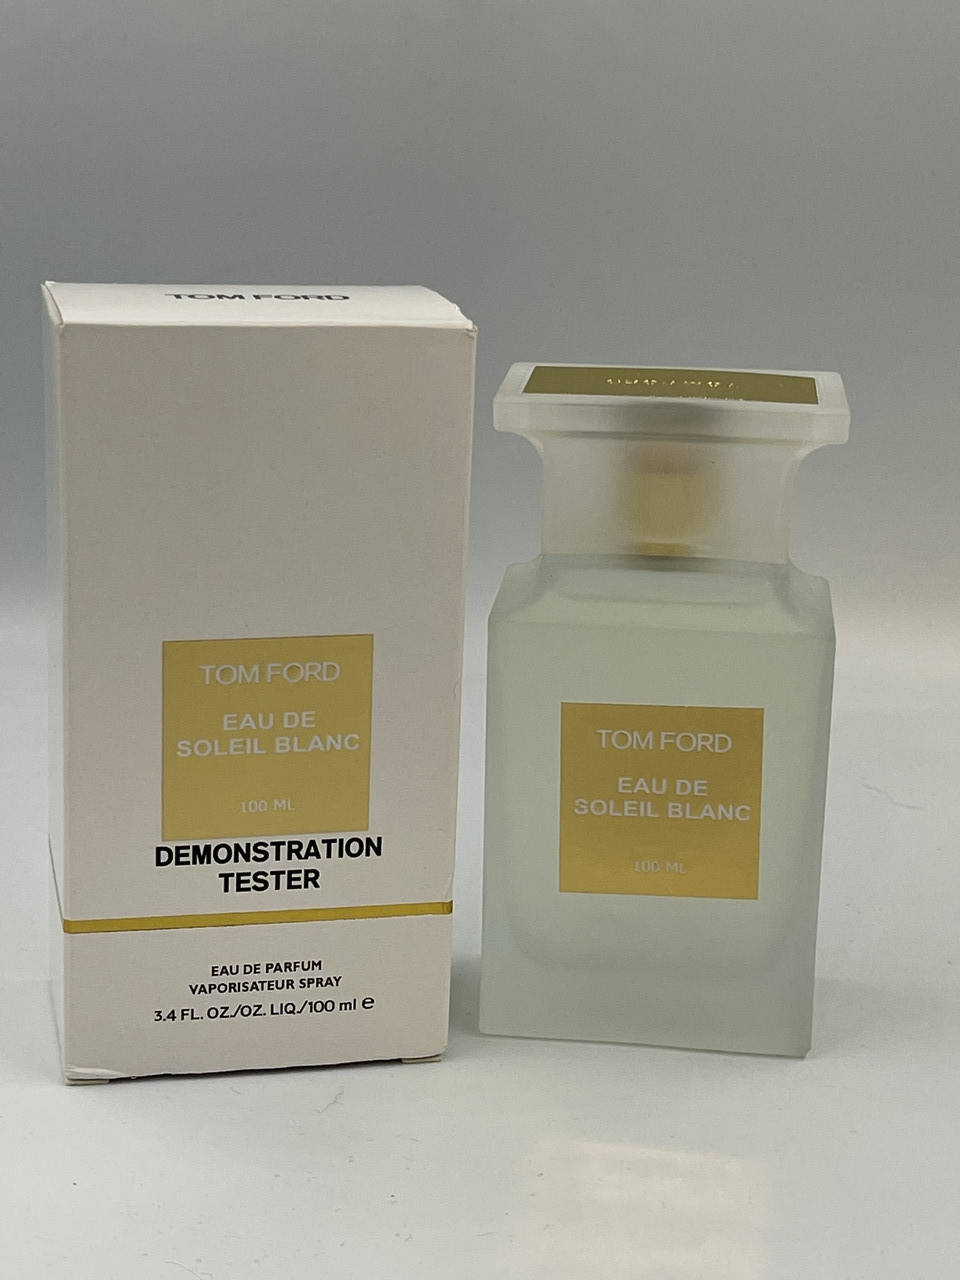 TOM FORD
TOM FORD
EAU DE
SOLEIL BLANC
100 ML
DEMONSTRATION
TESTER
EAU DE PARFUM
VAPORISATEUR SPRAY
3.4 FL. OZ./OZ. LIQ./100 ml e
TOM FORD
EAU DE
SOLEIL BLANC
100 ML